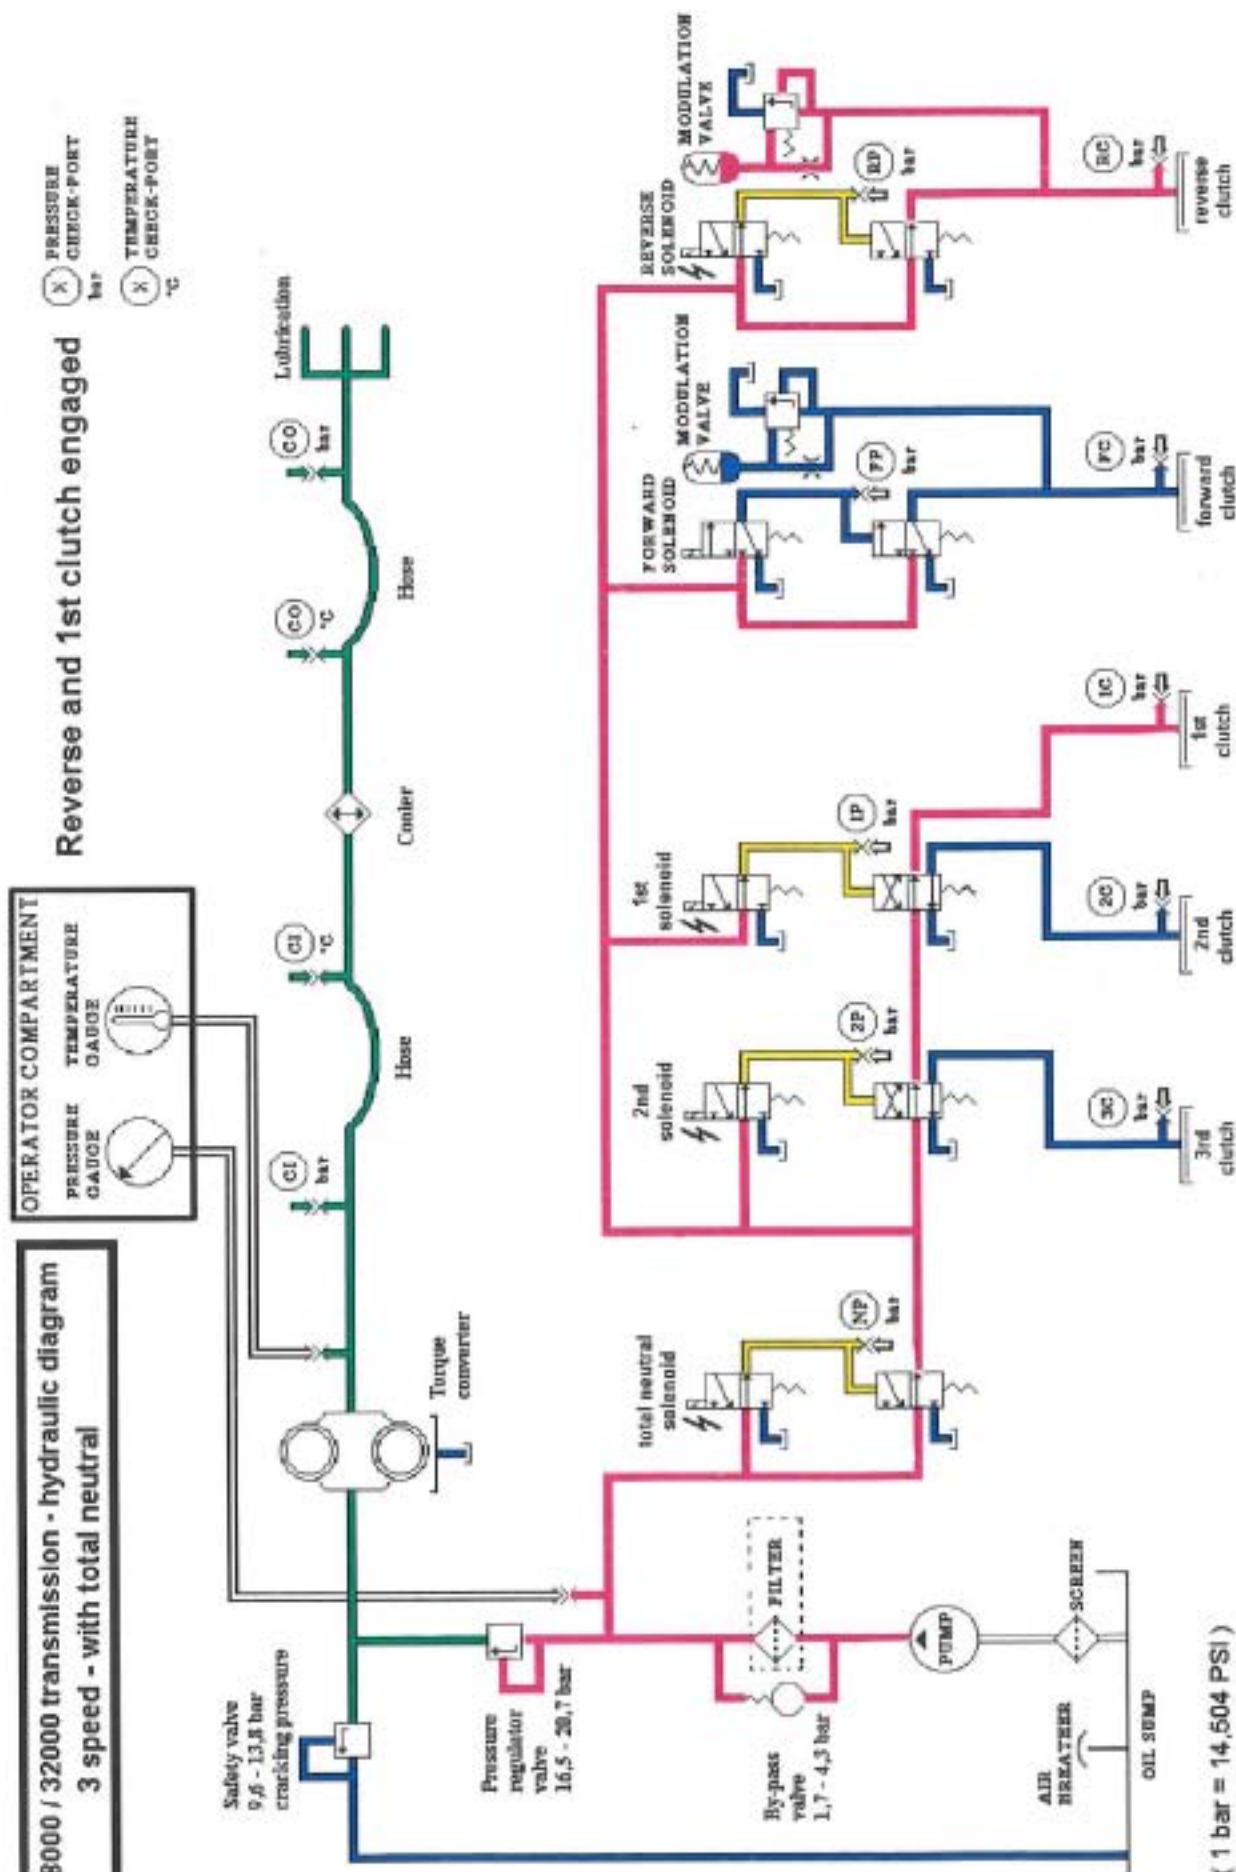 8000 / 32000 transmission - hydraulic diagram
3 speed - with total neutral
OPERATOR COMPARTMENT
PRESSURE
GAUGE
TEMPERATURE
GAUGE
Reverse and 1st clutch engaged
X
PRESSURE
CHECK-PORT
bar
X
TEMPERATURE
CHECK-PORT
°C
Safety valve
9,6 - 13,8 bar
cracking pressure
Torque
converter
CI
bar
Hose
CI
°C
Cooler
CO
°C
Hose
CO
bar
Lubrication
Pressure
regulator
valve
16,5 - 20,7 bar
By-pass
valve
1,7 - 4,3 bar
FILTER
PUMP
SCREEN
AIR
BREATHER
OIL SUMP
total neutral
solenoid
NP
bar
2nd
solenoid
2P
bar
1st
solenoid
1P
bar
FORWARD
SOLENOID
MODULATION
VALVE
FP
bar
REVERSE
SOLENOID
MODULATION
VALVE
RP
bar
3C
bar
3rd
clutch
2C
bar
2nd
clutch
1C
bar
1st
clutch
FC
bar
forward
clutch
RC
bar
reverse
clutch
( 1 bar = 14,504 PSI )